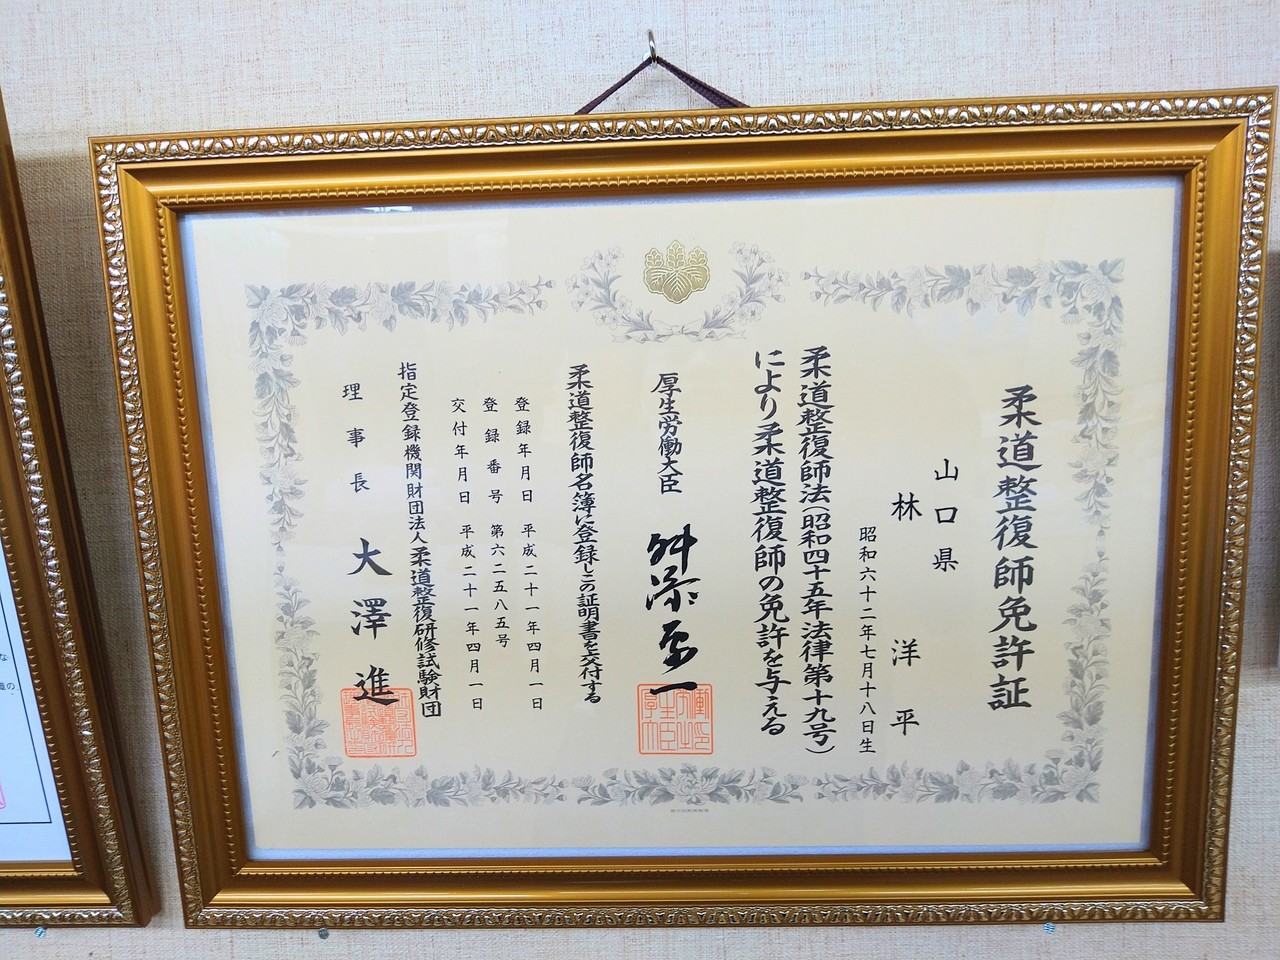 柔道整復師免許証
山口県
林洋平
昭和六十二年七月十八日生
柔道整復師法(昭和四十五年法律第十九号)
により柔道整復師の免許を与える
厚生労働大臣 舛添要一
柔道整復師名簿に登録しこの証明書を交付する
登録年月日 平成二十一年四月一日
登録番号 第六二五八五号
交付年月日 平成二十一年四月一日
指定登録機関財団法人柔道整復研修試験財団
理事長 大澤進